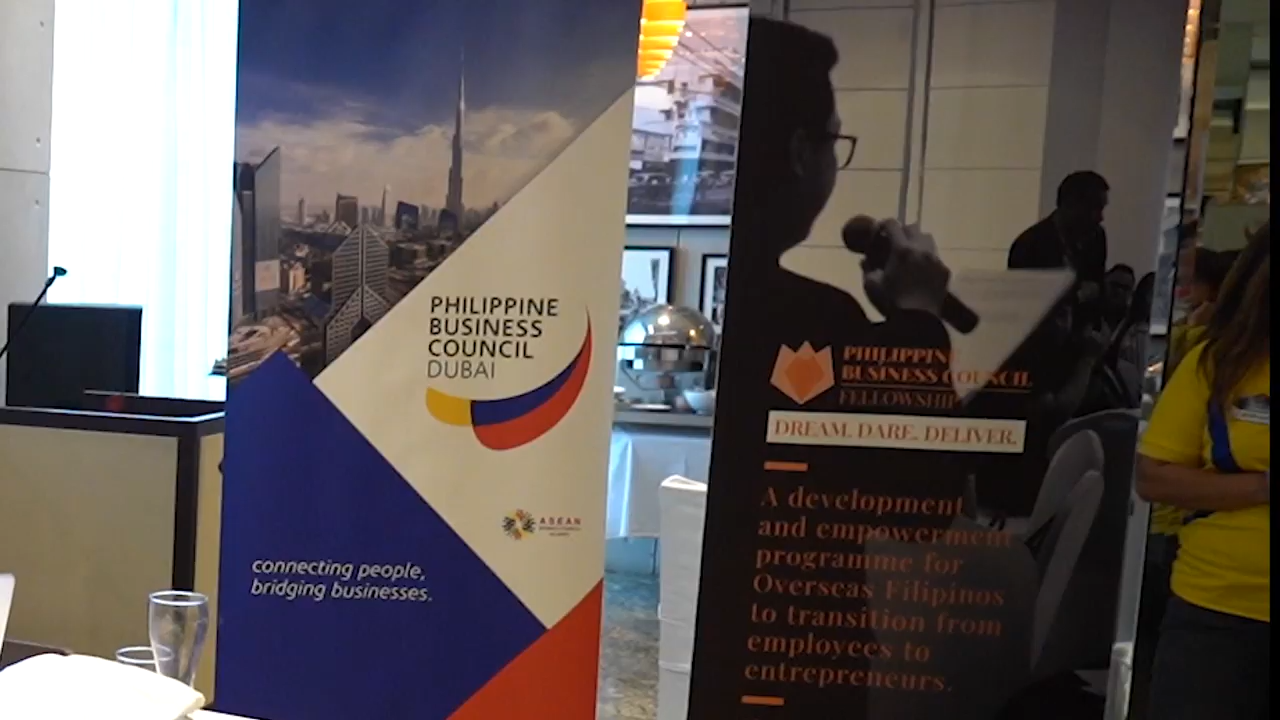 PHILIPPINE
BUSINESS
COUNCIL
DUBAI
ASEAN
connecting people,
bridging businesses.
PHILIPPINE
BUSINESS COUNCIL
FELLOWSHIP
DREAM. DARE. DELIVER.
A development
and empowerment
programme for
Overseas Filipinos
to transition from
employees to
entrepreneurs.